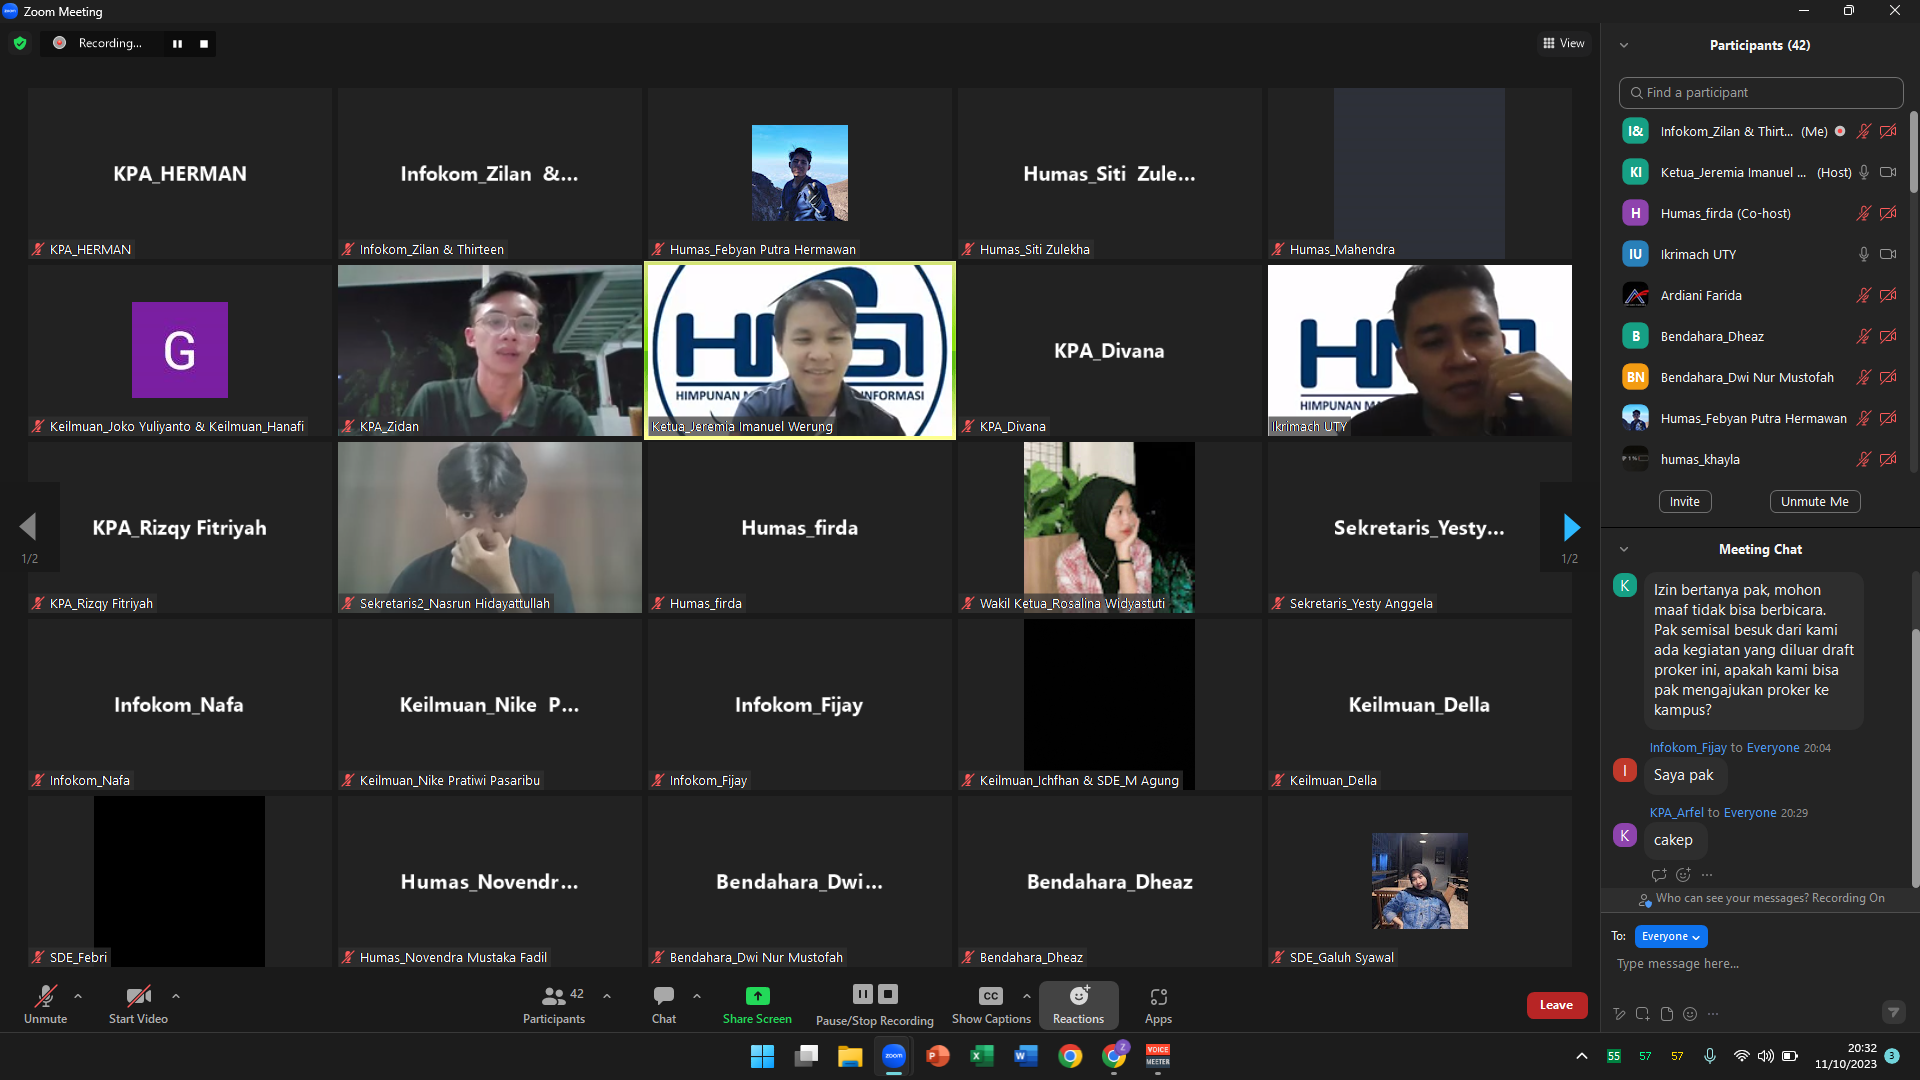 Zoom Meeting
Recording...
View
KPA_HERMAN
KPA_HERMAN
Infokom_Zilan &...
Infokom_Zilan & Thirteen
Humas_Febyan Putra Hermawan
Humas_Siti Zule...
Humas_Siti Zulekha
Humas_Mahendra
G
Keilmuan_Joko Yuliyanto & Keilmuan_Hanafi
KPA_Zidan
HIMPUNAN M
INFORMASI
Ketua_Jeremia Imanuel Werung
KPA_Divana
KPA_Divana
HIMPUNAN MA
Ikrimach UTY
1/2
KPA_Rizqy Fitriyah
KPA_Rizqy Fitriyah
Sekretaris2_Nasrun Hidayattullah
Humas_firda
Humas_firda
Wakil Ketua_Rosalina Widyastuti
Sekretaris_Yesty...
Sekretaris_Yesty Anggela
1/2
Infokom_Nafa
Infokom_Nafa
Keilmuan_Nike P...
Keilmuan_Nike Pratiwi Pasaribu
Infokom_Fijay
Infokom_Fijay
Keilmuan_Ichfhan & SDE_M Agung
Keilmuan_Della
Keilmuan_Della
SDE_Febri
Humas_Novendr...
Humas_Novendra Mustaka Fadil
Bendahara_Dwi...
Bendahara_Dwi Nur Mustofah
Bendahara_Dheaz
Bendahara_Dheaz
SDE_Galuh Syawal
Participants (42)
Find a participant
I& Infokom_Zilan & Thirt... (Me)
KI Ketua_Jeremia Imanuel ... (Host)
H Humas_firda (Co-host)
IU Ikrimach UTY
Ardiani Farida
B Bendahara_Dheaz
BN Bendahara_Dwi Nur Mustofah
Humas_Febyan Putra Hermawan
humas_khayla
Invite
Unmute Me
Meeting Chat
K
Izin bertanya pak, mohon
maaf tidak bisa berbicara.
Pak semisal besuk dari kami
ada kegiatan yang diluar draft
proker ini, apakah kami bisa
pak mengajukan proker ke
kampus?
Infokom_Fijay to Everyone 20:04
I
Saya pak
KPA_Arfel to Everyone 20:29
K
cakep
Who can see your messages? Recording On
To: Everyone
Type message here...
Unmute
Start Video
42
Participants
Chat
Share Screen
Pause/Stop Recording
CC
Show Captions
Reactions
Apps
Leave
zoom
Z
VOICE
MEETER
55
57
57
20:32
11/10/2023
3